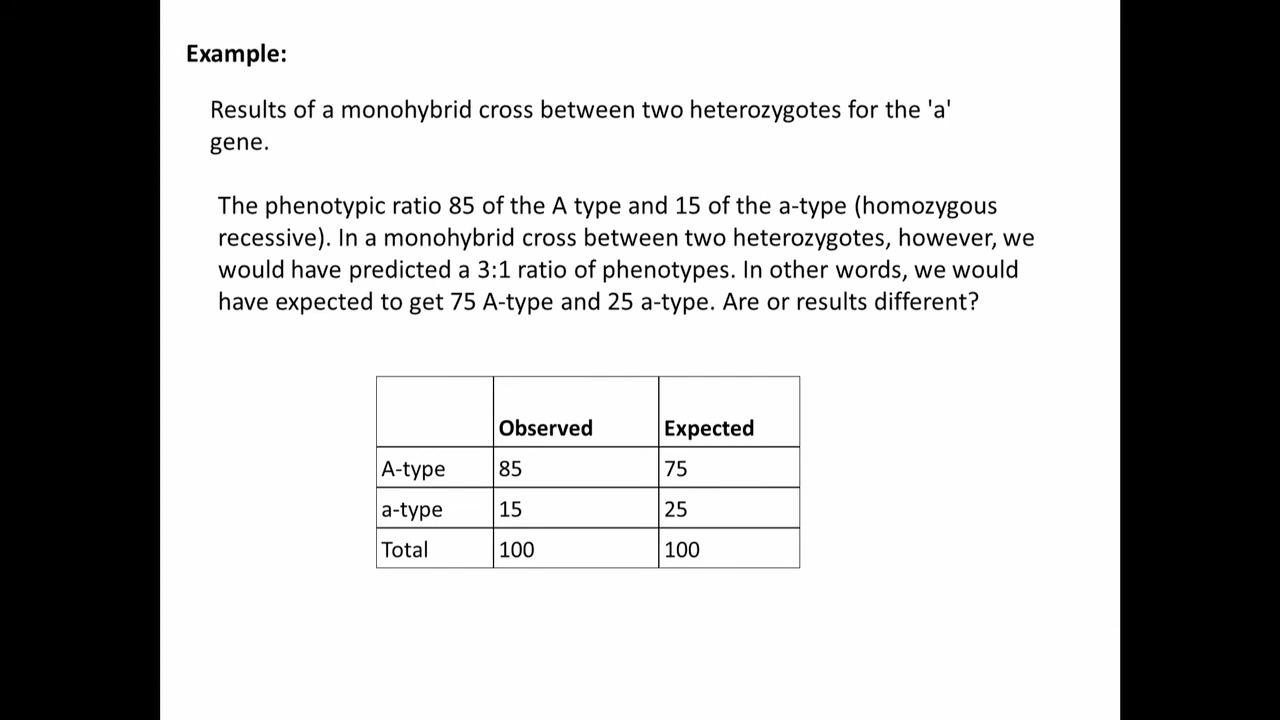 Example:
Results of a monohybrid cross between two heterozygotes for the 'a'
gene.
The phenotypic ratio 85 of the A type and 15 of the a-type (homozygous
recessive). In a monohybrid cross between two heterozygotes, however, we
would have predicted a 3:1 ratio of phenotypes. In other words, we would
have expected to get 75 A-type and 25 a-type. Are or results different?
Observed Expected
A-type 85 75
a-type 15 25
Total 100 100